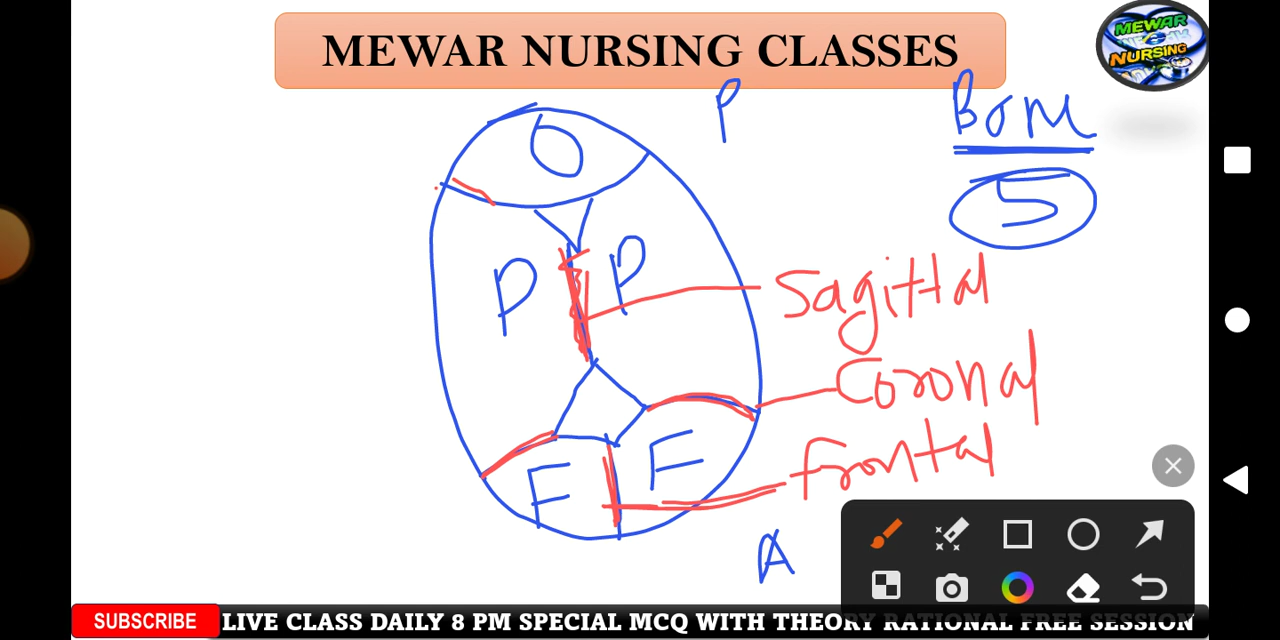 MEWAR NURSING CLASSES
MEWAR
NURSING
P
Born
5
O
P
P
Sagittal
Coronal
Frontal
F
F
A
SUBSCRIBE
LIVE CLASS DAILY 8 PM SPECIAL MCQ WITH THEORY RATIONAL FREE SESSION